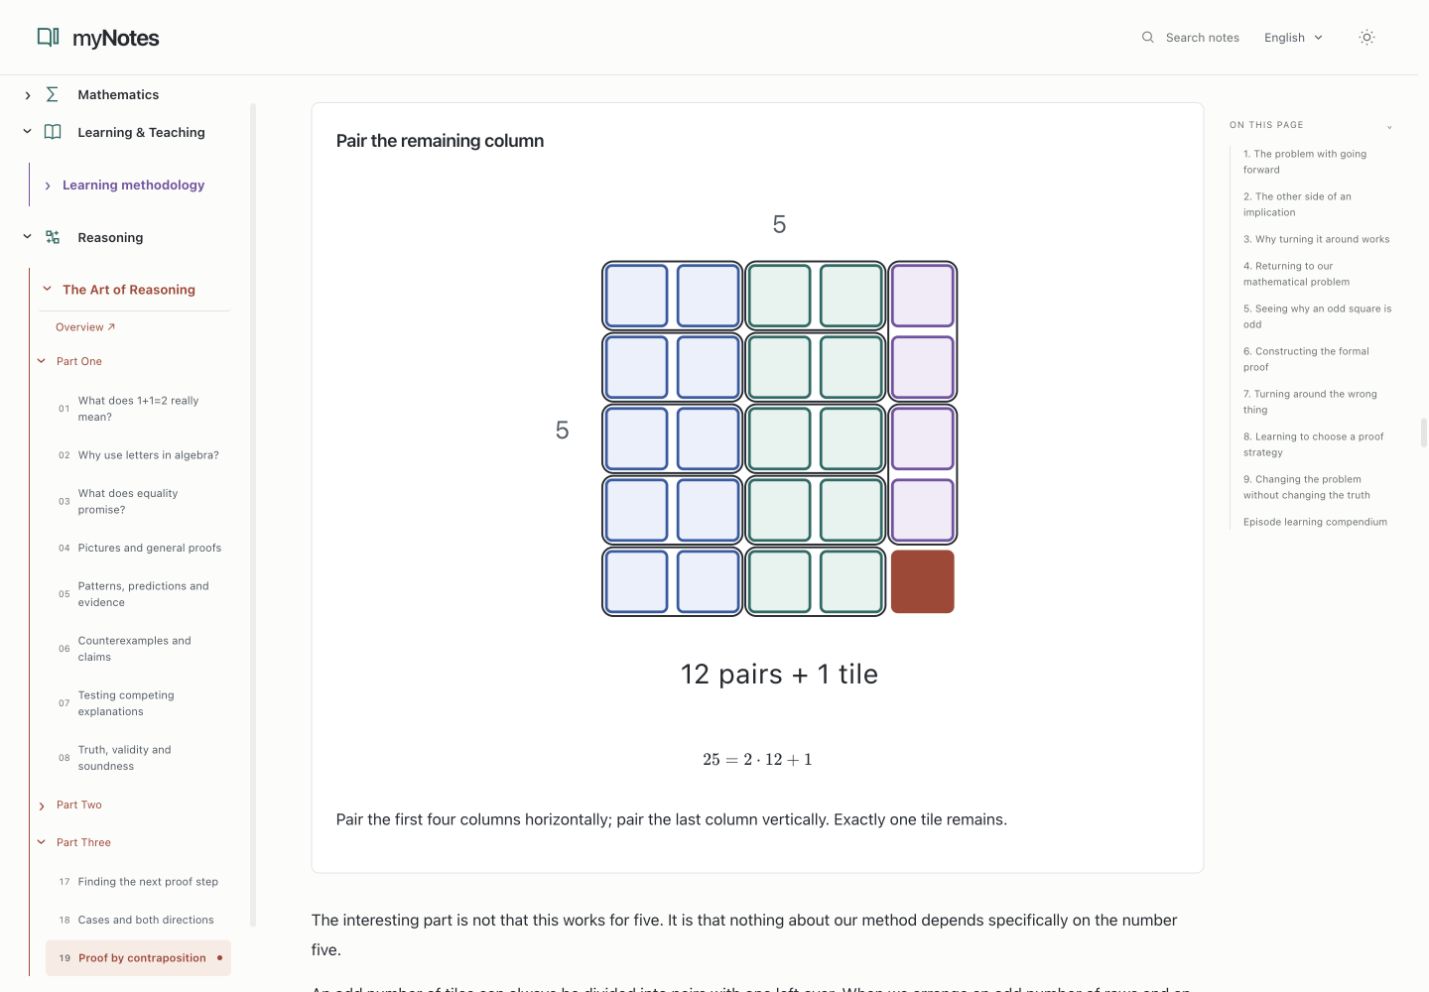 myNotes
Search notes
English
Mathematics
Learning & Teaching
Learning methodology
Reasoning
The Art of Reasoning
Overview ↗
Part One
01 What does 1+1=2 really
mean?
02 Why use letters in algebra?
03 What does equality
promise?
04 Pictures and general proofs
05 Patterns, predictions and
evidence
06 Counterexamples and
claims
07 Testing competing
explanations
08 Truth, validity and
soundness
Part Two
Part Three
17 Finding the next proof step
18 Cases and both directions
19 Proof by contraposition
Pair the remaining column
5
5
12 pairs + 1 tile
25 = 2 · 12 + 1
Pair the first four columns horizontally; pair the last column vertically. Exactly one tile remains.
The interesting part is not that this works for five. It is that nothing about our method depends specifically on the number
five.
ON THIS PAGE
1. The problem with going
forward
2. The other side of an
implication
3. Why turning it around works
4. Returning to our
mathematical problem
5. Seeing why an odd square is
odd
6. Constructing the formal
proof
7. Turning around the wrong
thing
8. Learning to choose a proof
strategy
9. Changing the problem
without changing the truth
Episode learning compendium